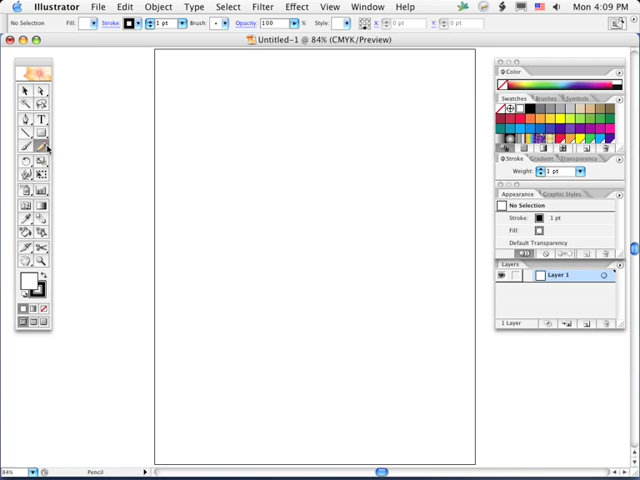 Illustrator File Edit Object Type Select Filter Effect View Window Help Mon 4:09 PM
No Selection Fill: Stroke: 1 pt Brush: Opacity: 100 % Style: X: 0 pt Y: 0 pt
Untitled-1 @ 84% (CMYK/Preview)
Color
Swatches Brushes Symbols
Stroke Gradient Transparency
Weight: 1 pt
Appearance Graphic Styles
No Selection
Stroke: 1 pt
Fill:
Default Transparency
Layers
Layer 1
1 Layer
84% Pencil